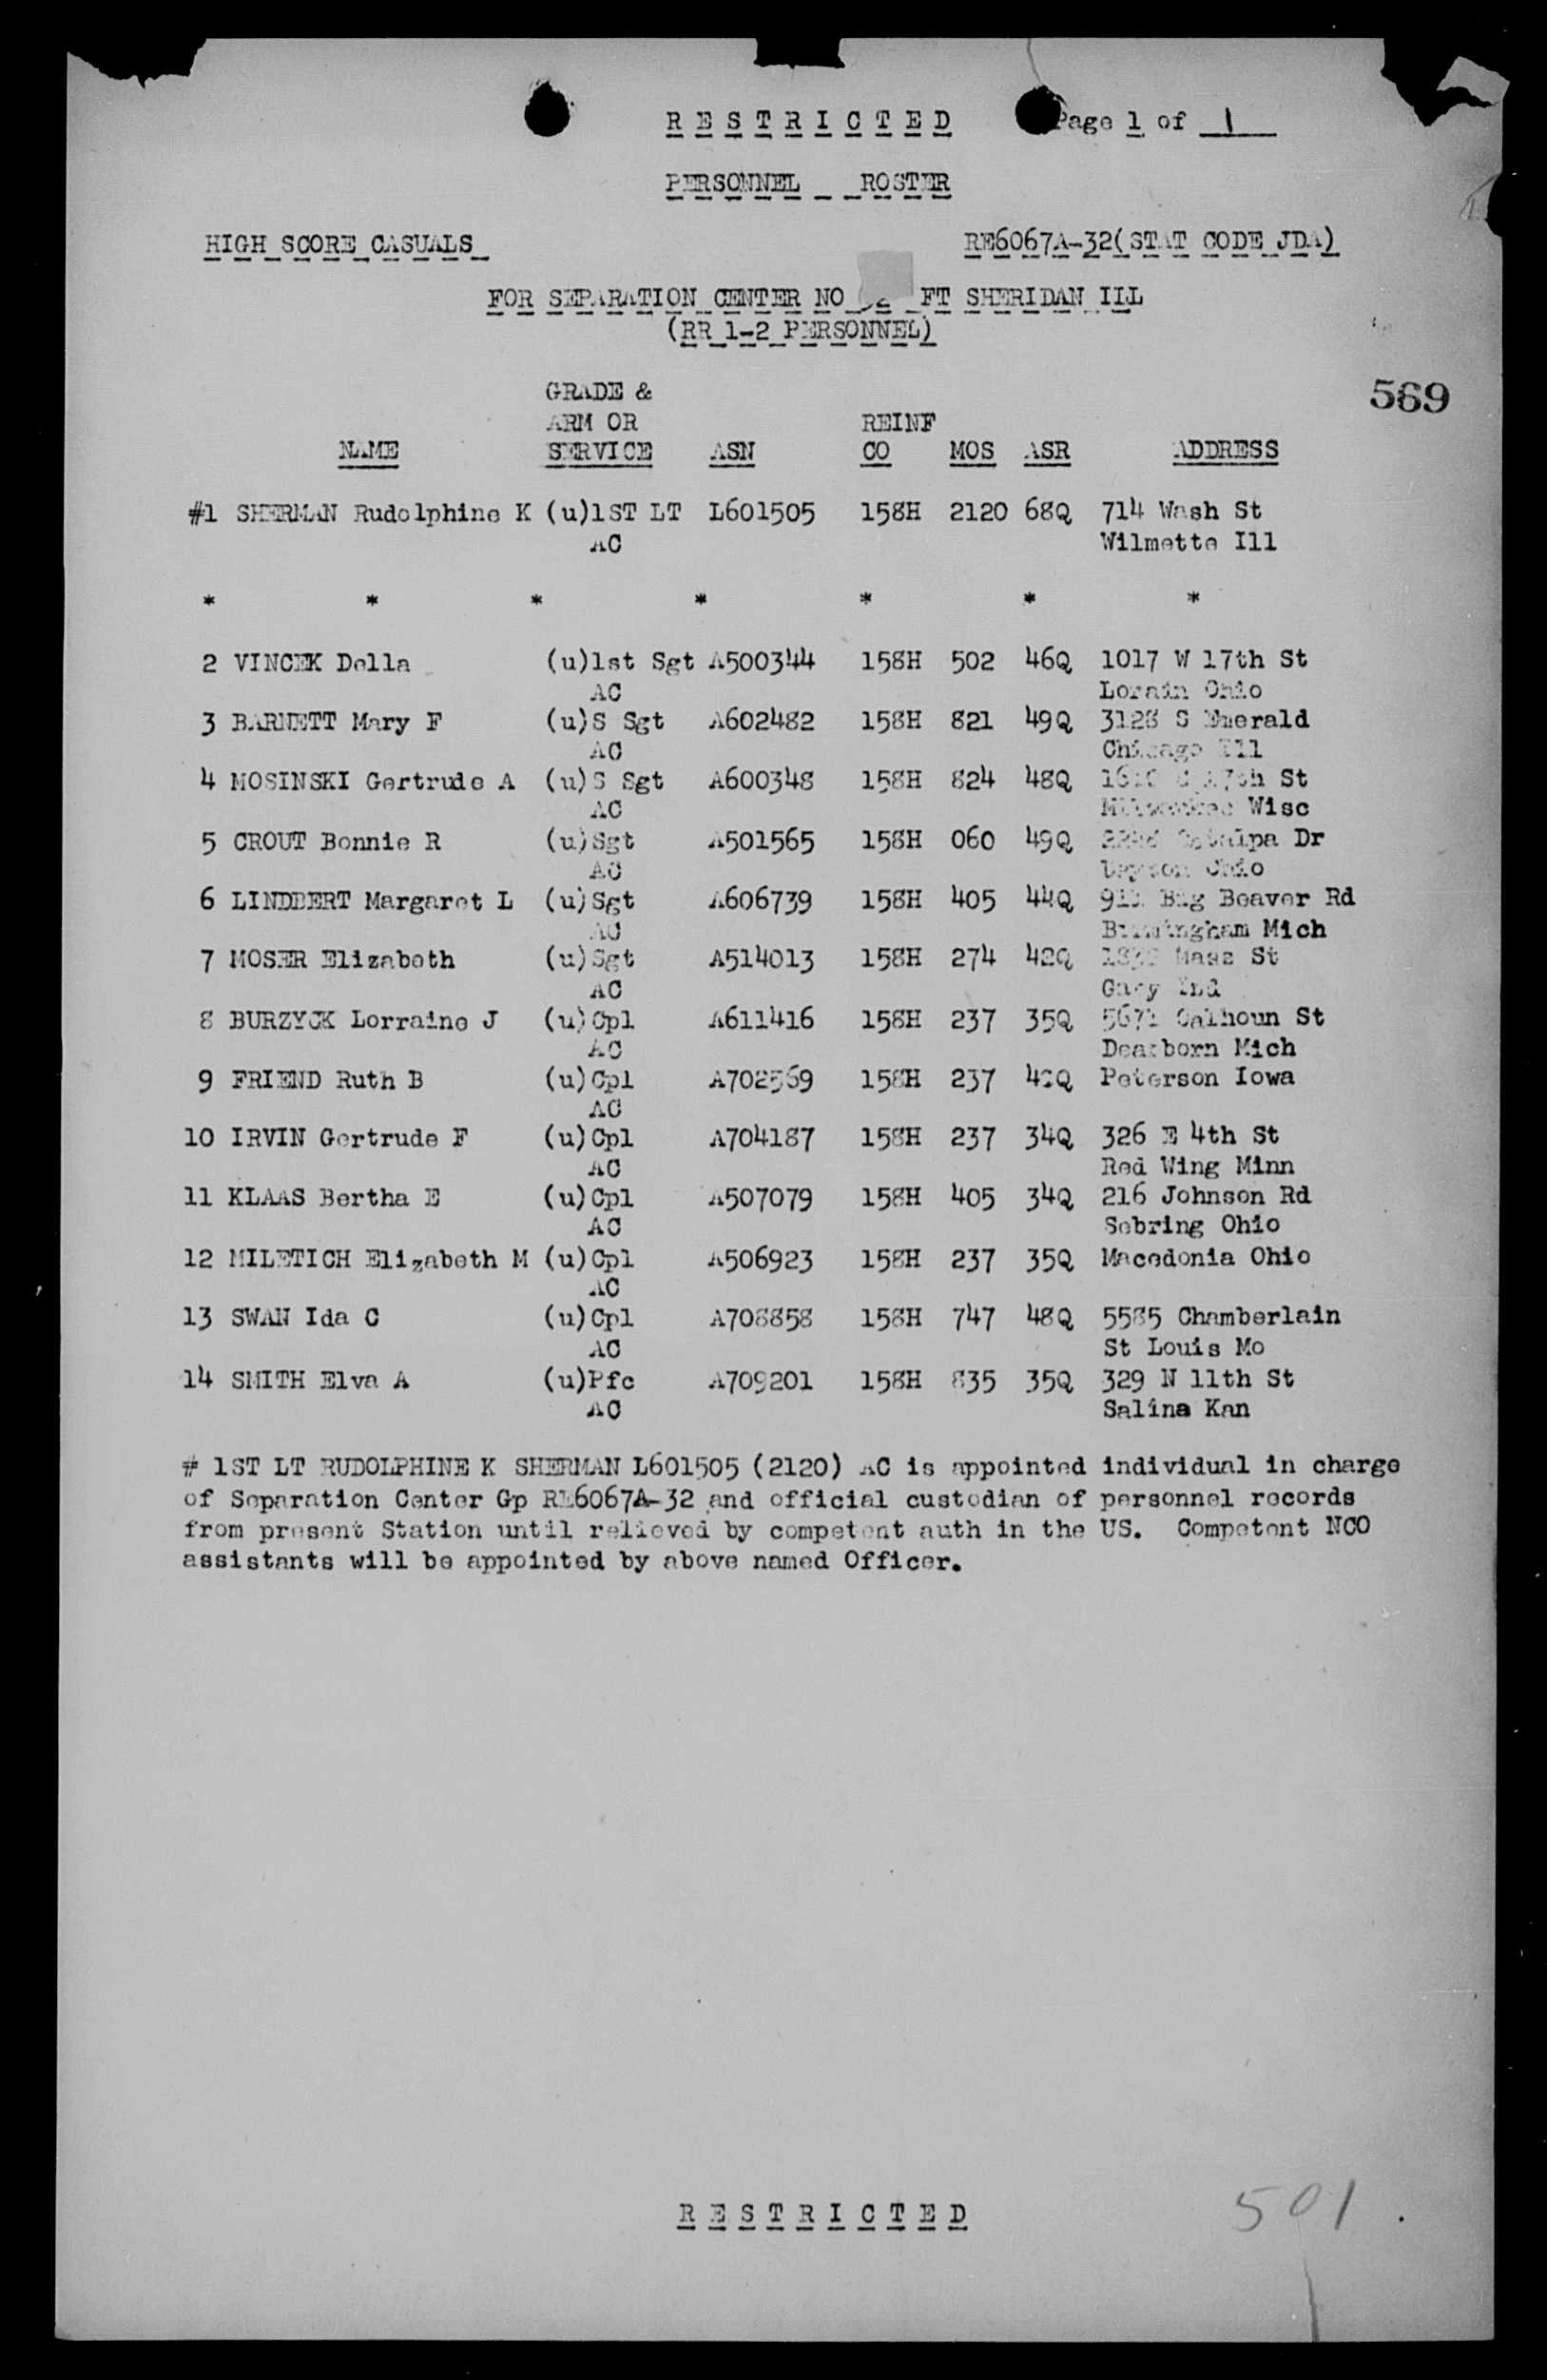 RESTRICTED Page 1 of 1
PERSONNEL ROSTER
HIGH SCORE CASUALS RE6067A-32(STAT CODE JDA)
FOR SEPARATION CENTER NO FT SHERIDAN ILL
(RR 1-2 PERSONNEL)
569
GRADE &
ARM OR REINF
NAME SERVICE ASN CO MOS ASR ADDRESS
#1 SHERMAN Rudolphine K (u)1ST LT L601505 158H 2120 68Q 714 Wash St
AC Wilmette Ill
* * * * * * *
2 VINCEK Della (u)1st Sgt A500344 158H 502 46Q 1017 W 17th St
AC Lorain Ohio
3 BARNETT Mary F (u)S Sgt A602482 158H 821 49Q 3128 S Emerald
AC Chicago Ill
4 MOSINSKI Gertrude A (u)S Sgt A600348 158H 824 48Q St
AC Milwaukee Wisc
5 CROUT Bonnie R (u)Sgt A501565 158H 060 49Q Catalpa Dr
AC Dayton Ohio
6 LINDBERT Margaret L (u)Sgt A606739 158H 405 44Q Big Beaver Rd
AC Birmingham Mich
7 MOSER Elizabeth (u)Sgt A514013 158H 274 42Q St
AC Gary Ind
8 BURZYCK Lorraine J (u)Cpl A611416 158H 237 35Q Calhoun St
AC Dearborn Mich
9 FRIEND Ruth B (u)Cpl A702569 158H 237 Peterson Iowa
AC
10 IRVIN Gertrude F (u)Cpl A704187 158H 237 34Q 326 E 4th St
AC Red Wing Minn
11 KLAAS Bertha E (u)Cpl A507079 158H 405 34Q 216 Johnson Rd
AC Sebring Ohio
12 MILETICH Elizabeth M (u)Cpl A506923 158H 237 35Q Macedonia Ohio
AC
13 SWAN Ida C (u)Cpl A708858 158H 747 48Q 5585 Chamberlain
AC St Louis Mo
14 SMITH Elva A (u)Pfc A709201 158H 835 35Q 329 N 11th St
AC Salina Kan
# 1ST LT RUDOLPHINE K SHERMAN L601505 (2120) AC is appointed individual in charge
of Separation Center Gp RE6067A-32 and official custodian of personnel records
from present Station until relieved by competent auth in the US. Competent NCO
assistants will be appointed by above named Officer.
RESTRICTED
501